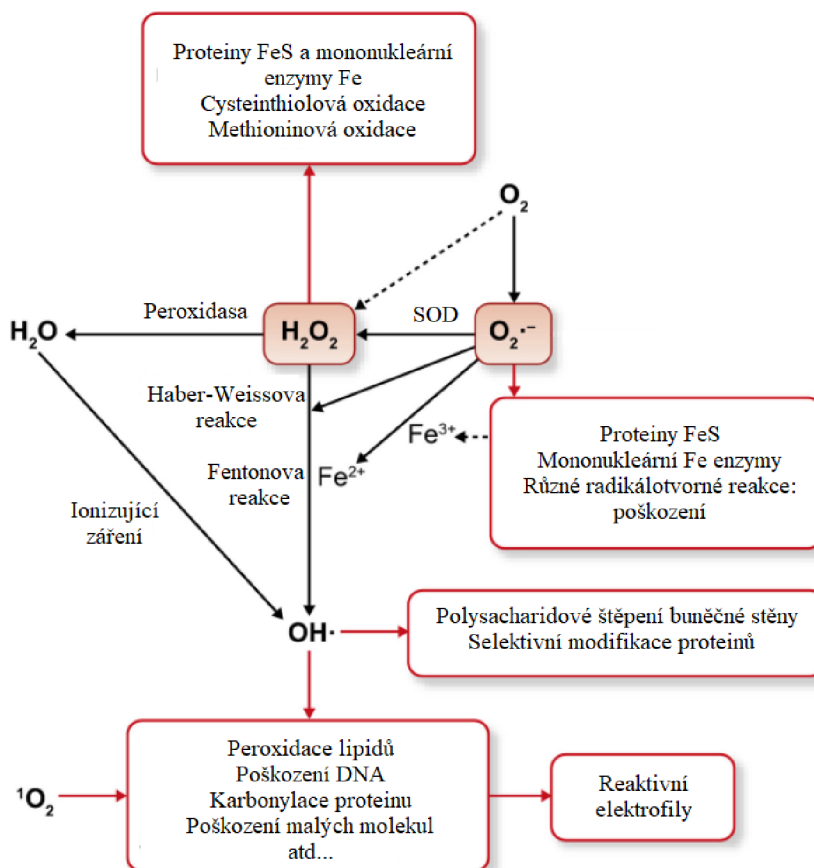 Proteiny FeS a mononukleární
enzymy Fe
Cysteinthiolová oxidace
Methioninová oxidace
O₂
Peroxidasa
SOD
H₂O
H₂O₂
O₂·⁻
Haber-Weissova
reakce
Fe³⁺
Fe²⁺
Fentonova
reakce
Proteiny FeS
Mononukleární Fe enzymy
Různé radikálotvorné reakce:
poškození
Ionizující
záření
OH·
Polysacharidové štěpení buněčné stěny
Selektivní modifikace proteinů
¹O₂
Peroxidace lipidů
Poškození DNA
Karbonylace proteinu
Poškození malých molekul
atd...
Reaktivní
elektrofily